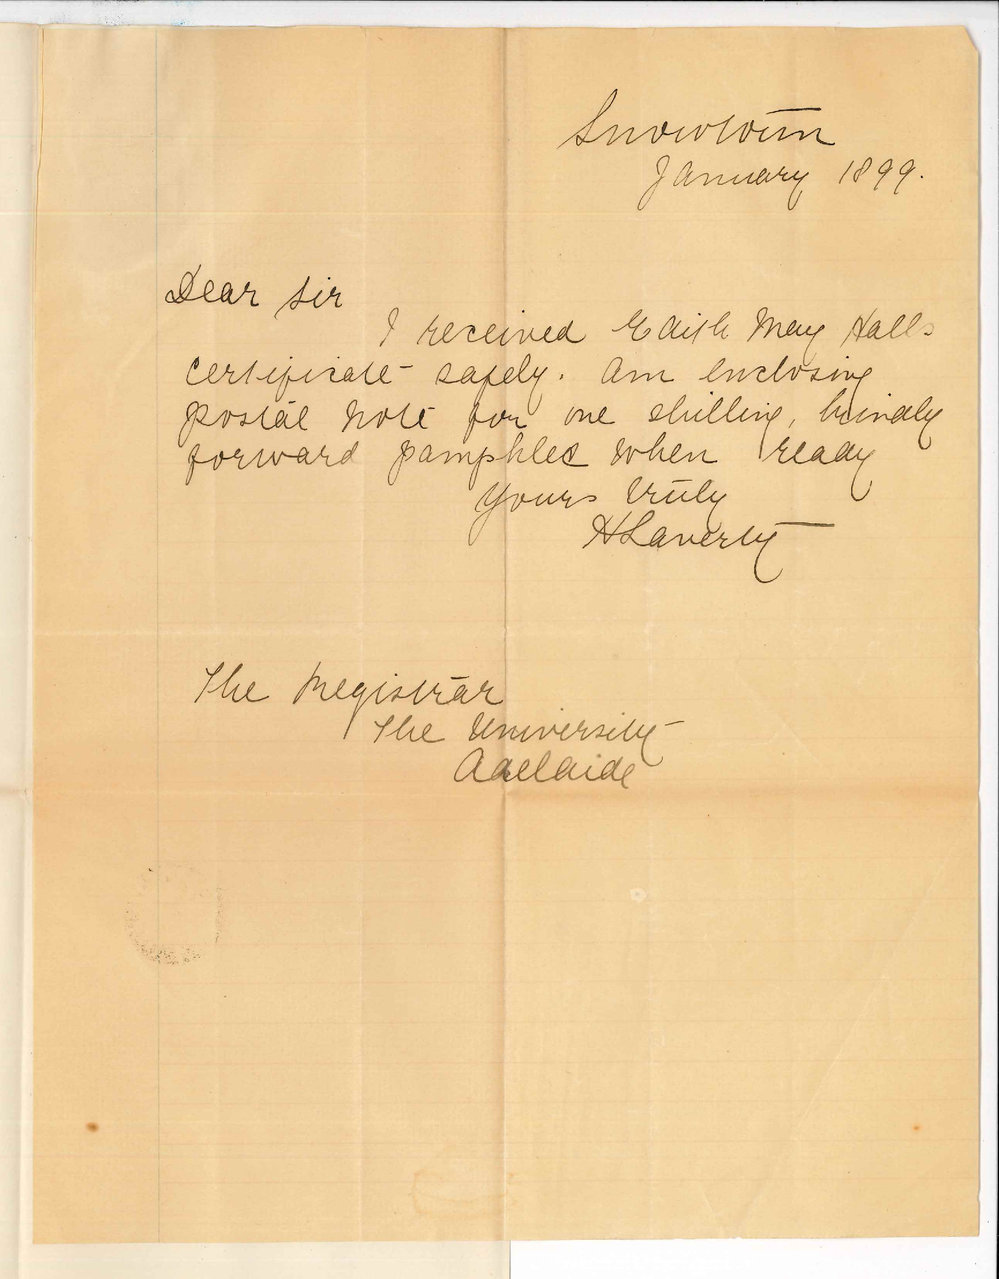 Snowtown
January 1899.
Dear Sir
I received Edith May Halls
certificate safely. Am enclosing
postal note for one shilling, kindly
forward pamphlet when ready
Yours truly
H Laverty
The Registrar
The University
Adelaide